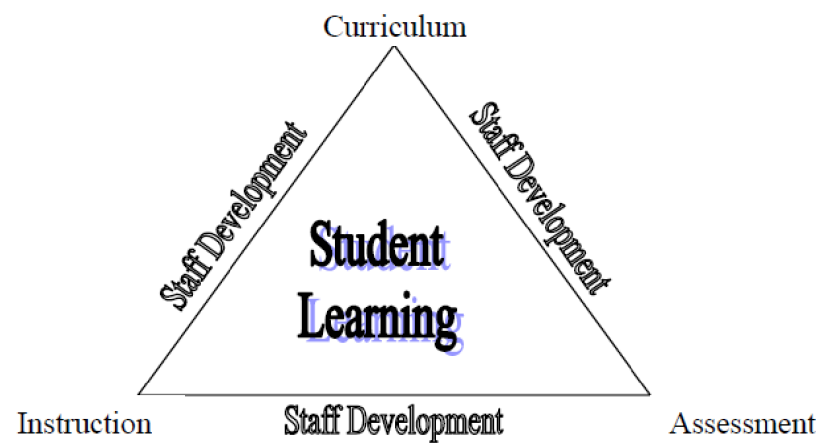 Curriculum
Staff Development
Staff Development
Student
Learning
Instruction
Staff Development
Assessment